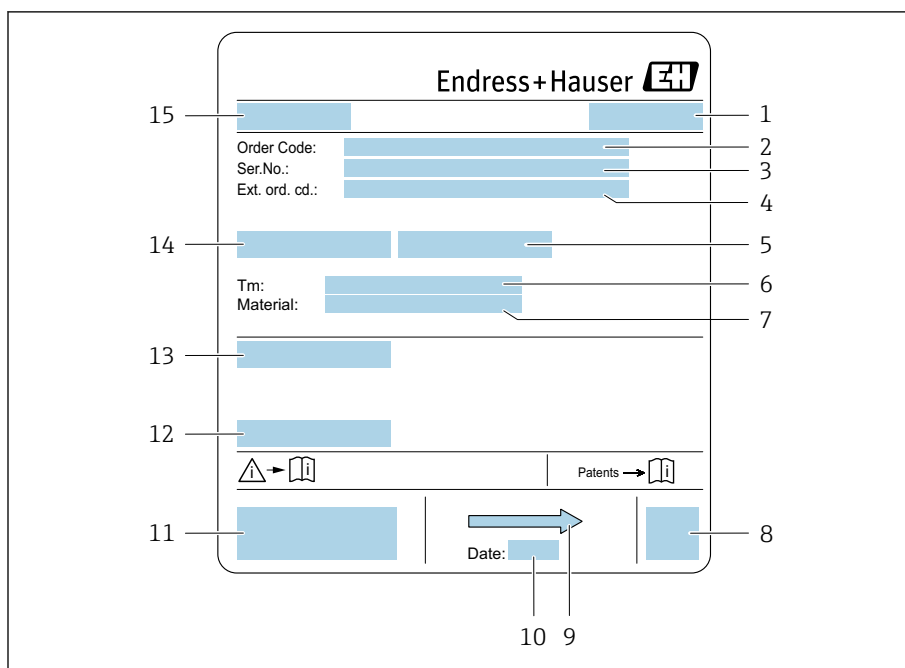 Endress+Hauser EH
15
1
Order Code:
2
Ser.No.:
3
Ext. ord. cd.:
4
14
5
Tm:
6
Material:
7
13
12
i i
Patents i
11
8
Date:
10 9